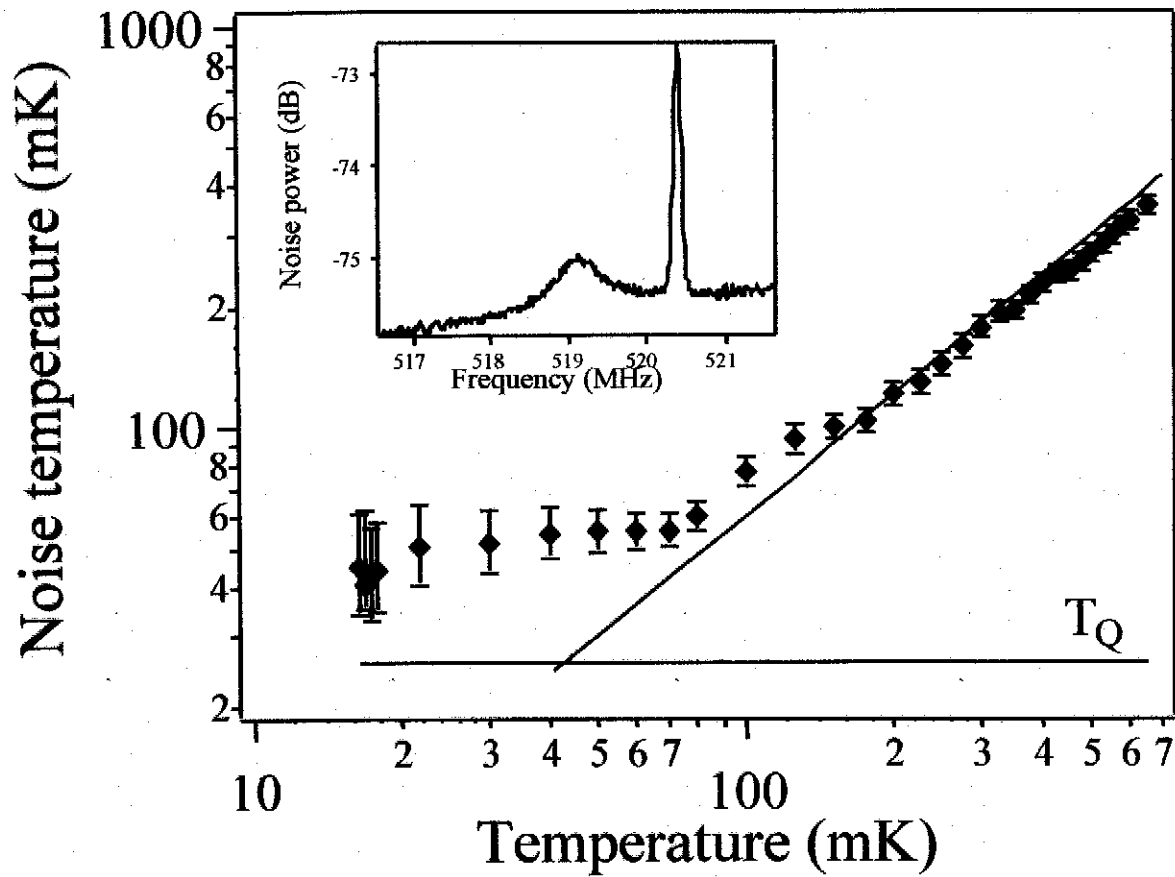 1000
8
6
4
2
100
8
6
4
2
Noise temperature (mK)
-73
-74
-75
Noise power (dB)
517 518 519 520 521
Frequency (MHz)
TQ
2 3 4 5 6 7 2 3 4 5 6 7
10 100
Temperature (mK)